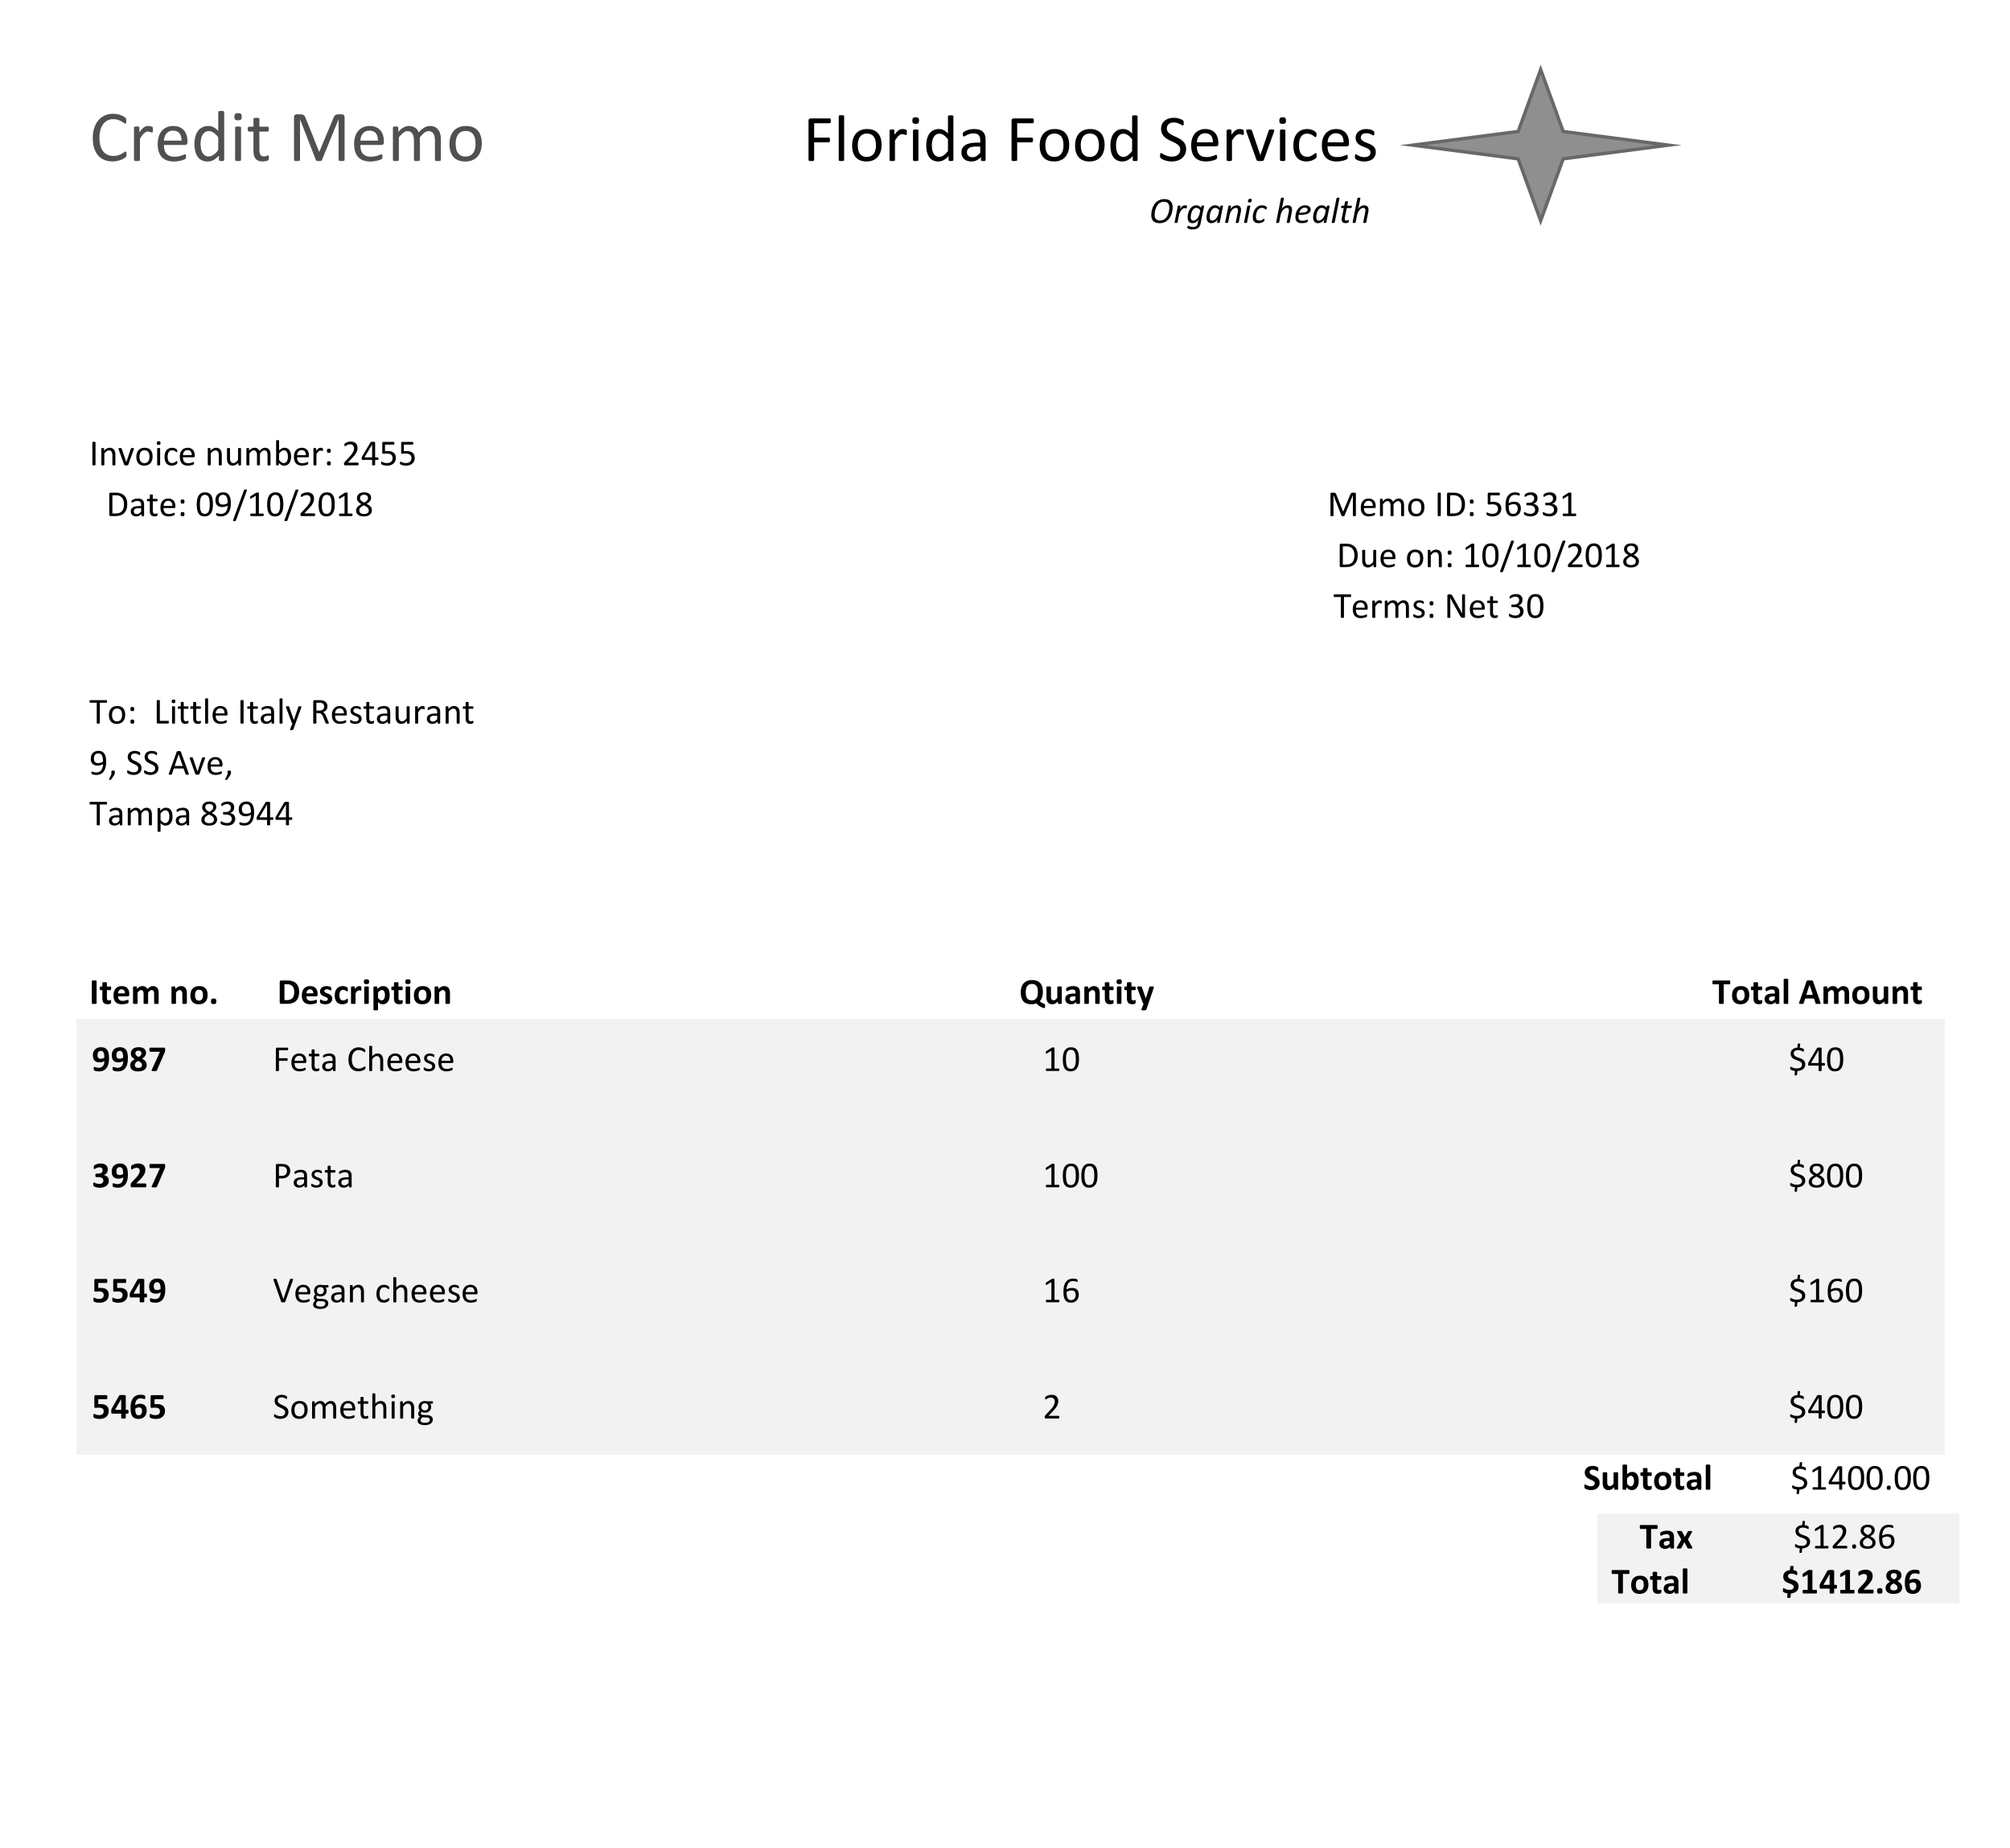 Credit Memo
Florida Food Services
Organic health
Invoice number: 2455
Date: 09/10/2018
Memo ID: 56331
Due on: 10/10/2018
Terms: Net 30
To: Little Italy Restaurant
9, SS Ave,
Tampa 83944
Item no. Description Quantity Total Amount
9987 Feta Cheese 10 $40
3927 Pasta 100 $800
5549 Vegan cheese 16 $160
5465 Something 2 $400
Subtotal $1400.00
Tax $12.86
Total $1412.86